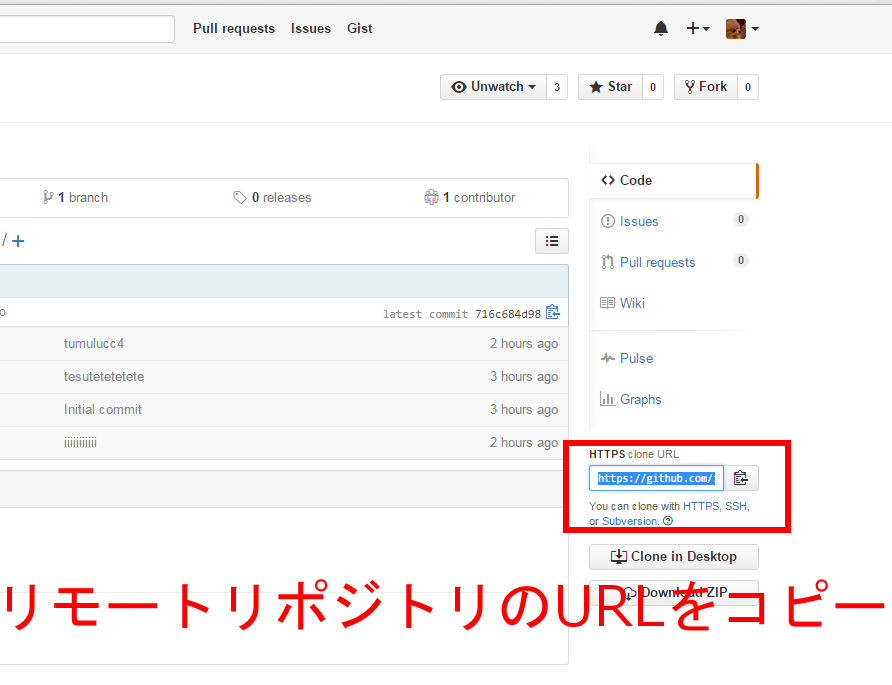 Pull requests Issues Gist
Unwatch 3 Star 0 Fork 0
1 branch 0 releases 1 contributor
/ +
latest commit 716c684d98
tumulucc4 2 hours ago
tesutetetetete 3 hours ago
Initial commit 3 hours ago
iiiiiiiiiii 2 hours ago
Code
Issues 0
Pull requests 0
Wiki
Pulse
Graphs
HTTPS clone URL
https://github.com/
You can clone with HTTPS, SSH,
or Subversion.
Clone in Desktop
Download ZIP
リモートリポジトリのURLをコピー